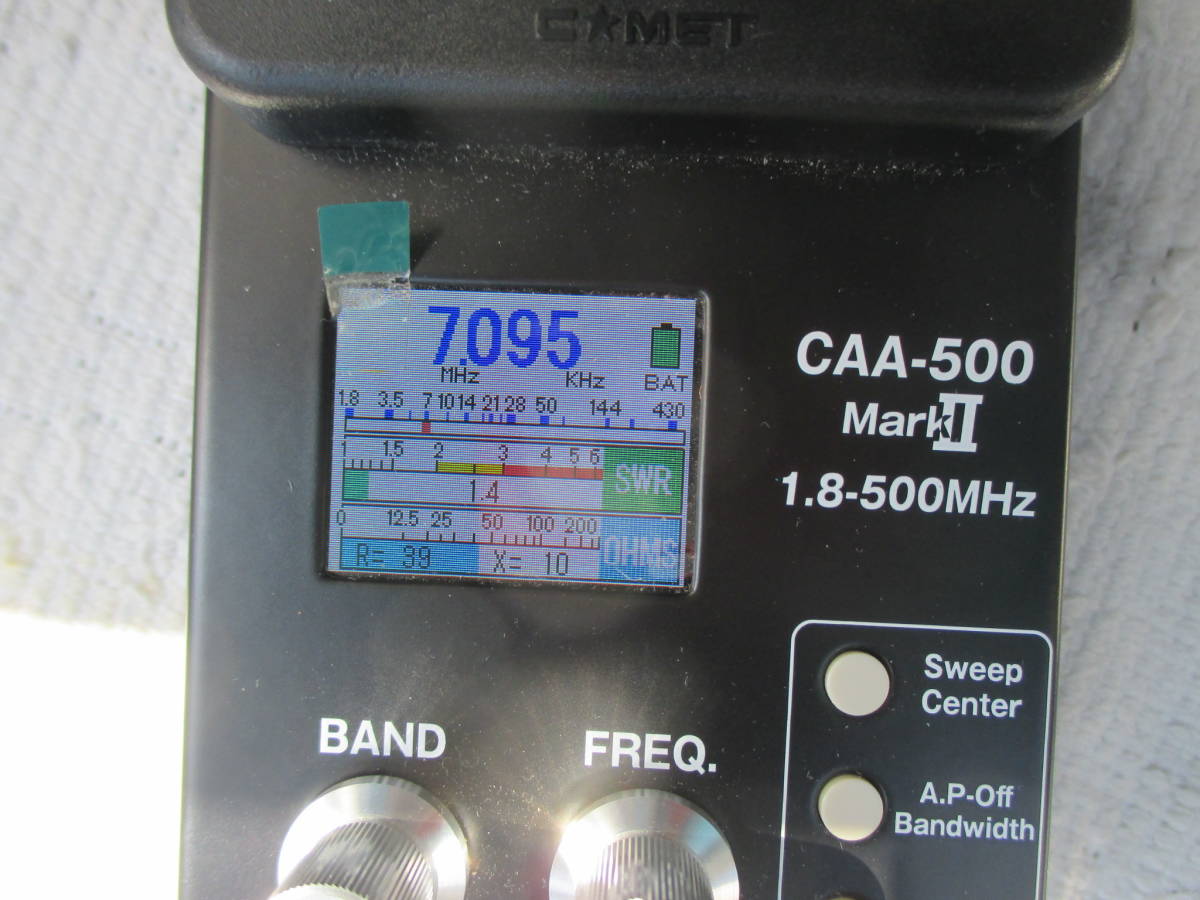 COMET
7.095
MHz KHz BAT
1.8 3.5 7 10 14 21 28 50 144 430
1 1.5 2 3 4 5 6
SWR
1.4
0 12.5 25 50 100 200
R= 39 X= 10 OHMS
CAA-500
Mark II
1.8-500MHz
Sweep
Center
BAND FREQ.
A.P-Off
Bandwidth